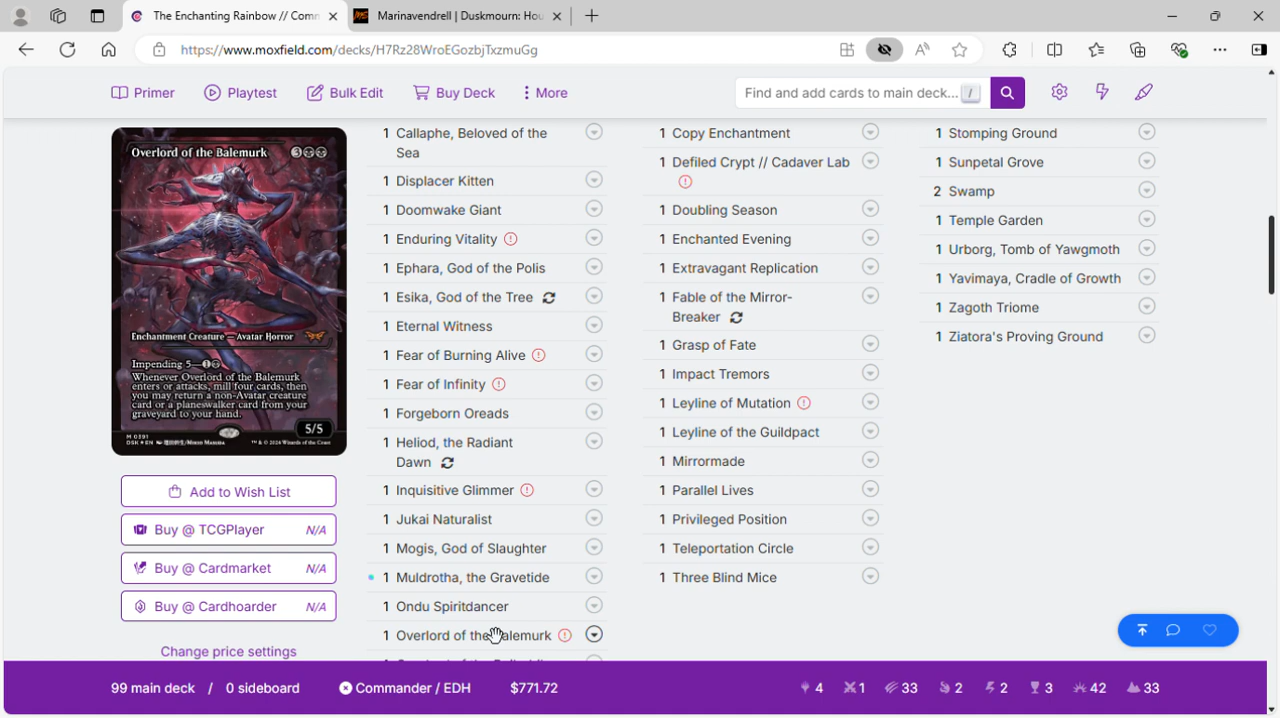 The Enchanting Rainbow // Comm
Marinavendrell | Duskmourn: Hou
https://www.moxfield.com/decks/H7Rz28WroEGozbjTxzmuGg
Primer
Playtest
Bulk Edit
Buy Deck
More
Find and add cards to main deck... /
Overlord of the Balemurk 3
Enchantment Creature — Avatar Horror
Impending 5—1
Whenever Overlord of the Balemurk
enters or attacks, mill four cards, then
you may return a non-Avatar creature
card or a planeswalker card from your
graveyard to your hand.
5/5
M 0391
DSK • EN
™ & © 2024 Wizards of the Coast
Add to Wish List
Buy @ TCGPlayer N/A
Buy @ Cardmarket N/A
Buy @ Cardhoarder N/A
Change price settings
1 Callaphe, Beloved of the
Sea
1 Displacer Kitten
1 Doomwake Giant
1 Enduring Vitality
1 Ephara, God of the Polis
1 Esika, God of the Tree
1 Eternal Witness
1 Fear of Burning Alive
1 Fear of Infinity
1 Forgeborn Oreads
1 Heliod, the Radiant
Dawn
1 Inquisitive Glimmer
1 Jukai Naturalist
1 Mogis, God of Slaughter
1 Muldrotha, the Gravetide
1 Ondu Spiritdancer
1 Overlord of the Balemurk
1 Copy Enchantment
1 Defiled Crypt // Cadaver Lab
1 Doubling Season
1 Enchanted Evening
1 Extravagant Replication
1 Fable of the Mirror-
Breaker
1 Grasp of Fate
1 Impact Tremors
1 Leyline of Mutation
1 Leyline of the Guildpact
1 Mirrormade
1 Parallel Lives
1 Privileged Position
1 Teleportation Circle
1 Three Blind Mice
1 Stomping Ground
1 Sunpetal Grove
2 Swamp
1 Temple Garden
1 Urborg, Tomb of Yawgmoth
1 Yavimaya, Cradle of Growth
1 Zagoth Triome
1 Ziatora's Proving Ground
99 main deck / 0 sideboard
Commander / EDH
$771.72
4 1 33 2 2 3 42 33